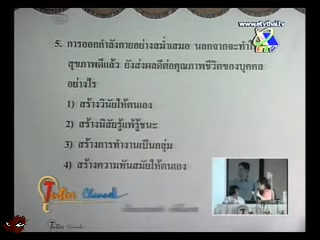 www.etvthai.tv
5. การออกกำลังกายอย่างสม่ำเสมอ นอกจากจะทำให้
สุขภาพดีแล้ว ยังส่งผลดีต่อคุณภาพชีวิตของบุคคล
อย่างไร
1) สร้างวินัยให้ตนเอง
2) สร้างนิสัยรู้แพ้รู้ชนะ
3) สร้างการทำงานเป็นกลุ่ม
4) สร้างความทันสมัยให้ตนเอง
Tutor Channel
Tutor Channel